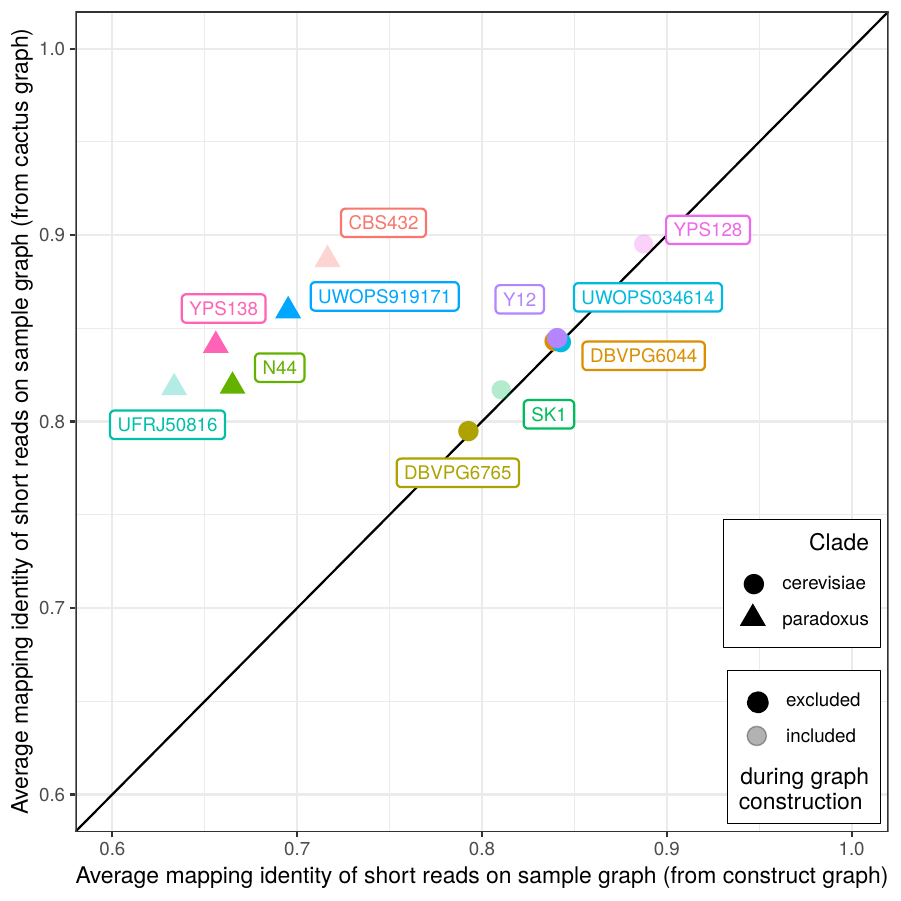 Average mapping identity of short reads on sample graph (from cactus graph)
1.0
0.9
0.8
0.7
0.6
CBS432
YPS128
UWOPS919171
Y12
UWOPS034614
YPS138
DBVPG6044
N44
SK1
UFRJ50816
DBVPG6765
Clade
cerevisiae
paradoxus
excluded
included
during graph
construction
0.6
0.7
0.8
0.9
1.0
Average mapping identity of short reads on sample graph (from construct graph)